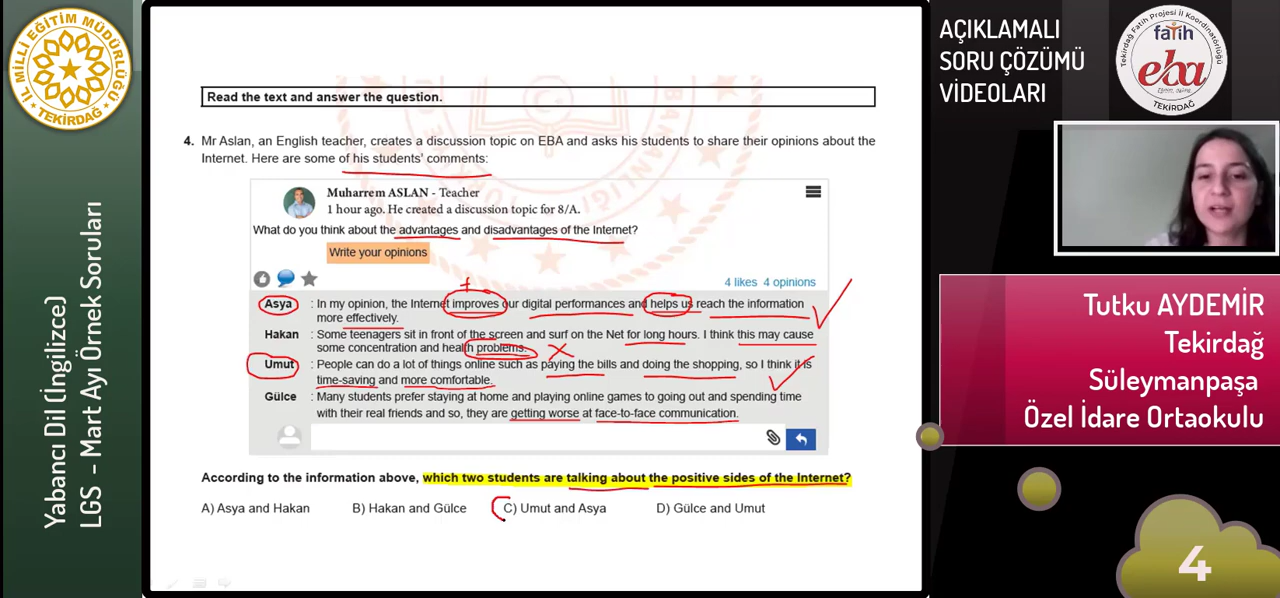 İL MİLLİ EĞİTİM MÜDÜRLÜĞÜ
TEKİRDAĞ
Yabancı Dil (İngilizce)
LGS - Mart Ayı Örnek Soruları
Read the text and answer the question.
4. Mr Aslan, an English teacher, creates a discussion topic on EBA and asks his students to share their opinions about the
Internet. Here are some of his students' comments:
Muharrem ASLAN - Teacher
1 hour ago. He created a discussion topic for 8/A.
What do you think about the advantages and disadvantages of the Internet?
Write your opinions
4 likes 4 opinions
Asya : In my opinion, the Internet improves our digital performances and helps us reach the information
more effectively.
Hakan : Some teenagers sit in front of the screen and surf on the Net for long hours. I think this may cause
some concentration and health problems.
Umut : People can do a lot of things online such as paying the bills and doing the shopping, so I think it is
time-saving and more comfortable.
Gülce : Many students prefer staying at home and playing online games to going out and spending time
with their real friends and so, they are getting worse at face-to-face communication.
According to the information above, which two students are talking about the positive sides of the Internet?
A) Asya and Hakan B) Hakan and Gülce C) Umut and Asya D) Gülce and Umut
AÇIKLAMALI
SORU ÇÖZÜMÜ
VİDEOLARI
Tekirdağ Fatih Projesi İl Koordinatörlüğü
fatih
eba
TEKİRDAĞ
Tutku AYDEMİR
Tekirdağ
Süleymanpaşa
Özel İdare Ortaokulu
4